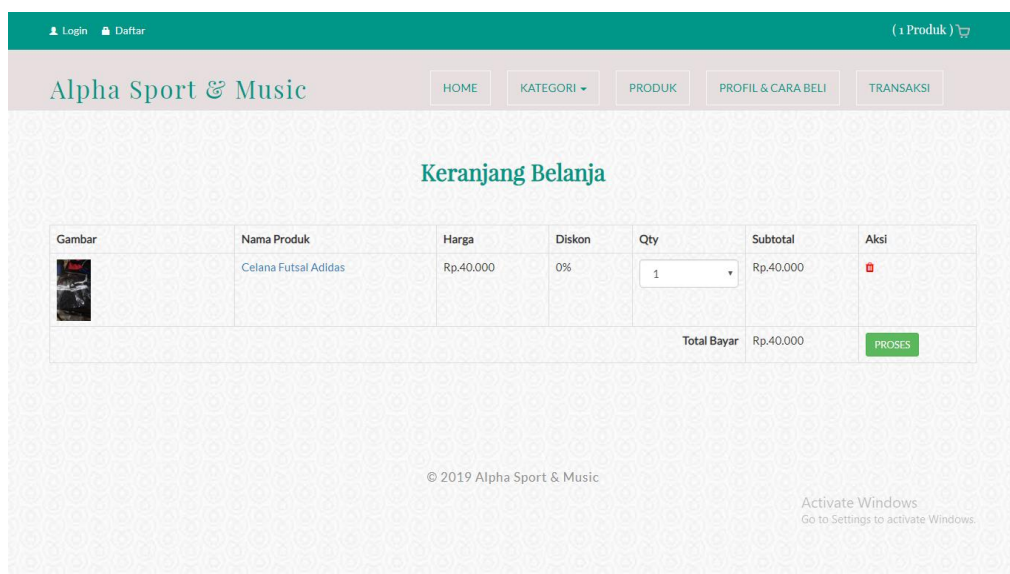 Login Daftar ( 1 Produk )
Alpha Sport & Music HOME KATEGORI PRODUK PROFIL & CARA BELI TRANSAKSI
Keranjang Belanja
Gambar Nama Produk Harga Diskon Qty Subtotal Aksi
Celana Futsal Adidas Rp.40.000 0% 1 Rp.40.000
Total Bayar Rp.40.000 PROSES
© 2019 Alpha Sport & Music
Activate Windows
Go to Settings to activate Windows.